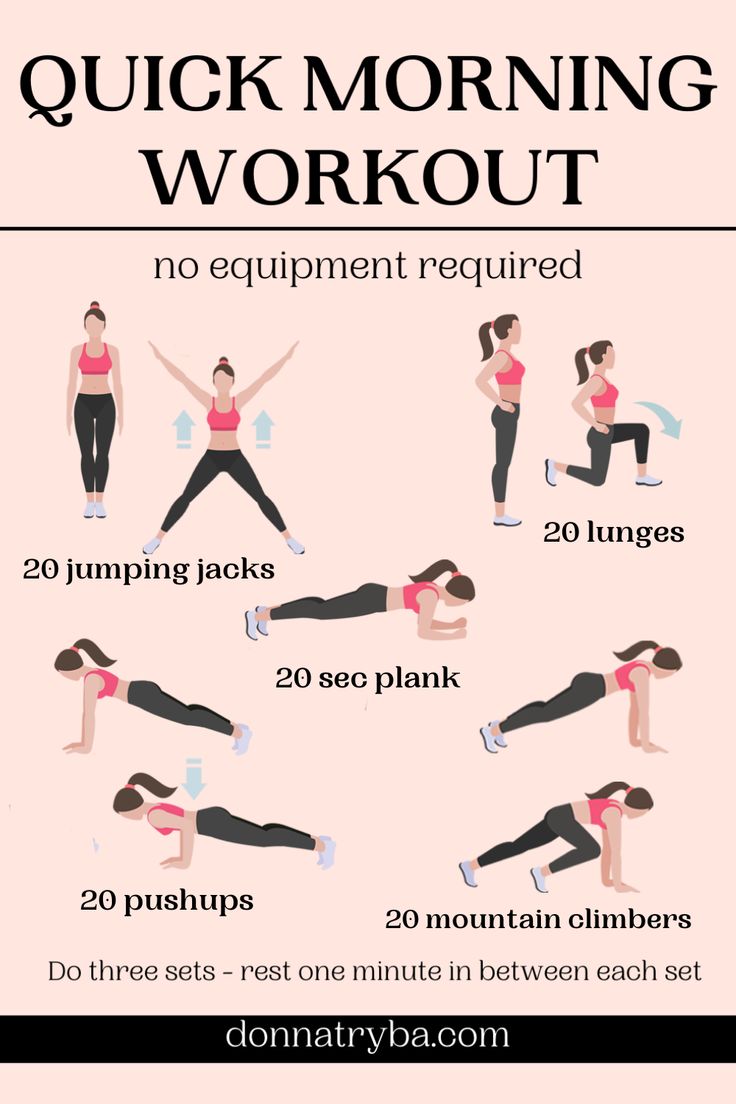 QUICK MORNING
WORKOUT
no equipment required
20 lunges
20 jumping jacks
20 sec plank
20 pushups
20 mountain climbers
Do three sets - rest one minute in between each set
donnatryba.com